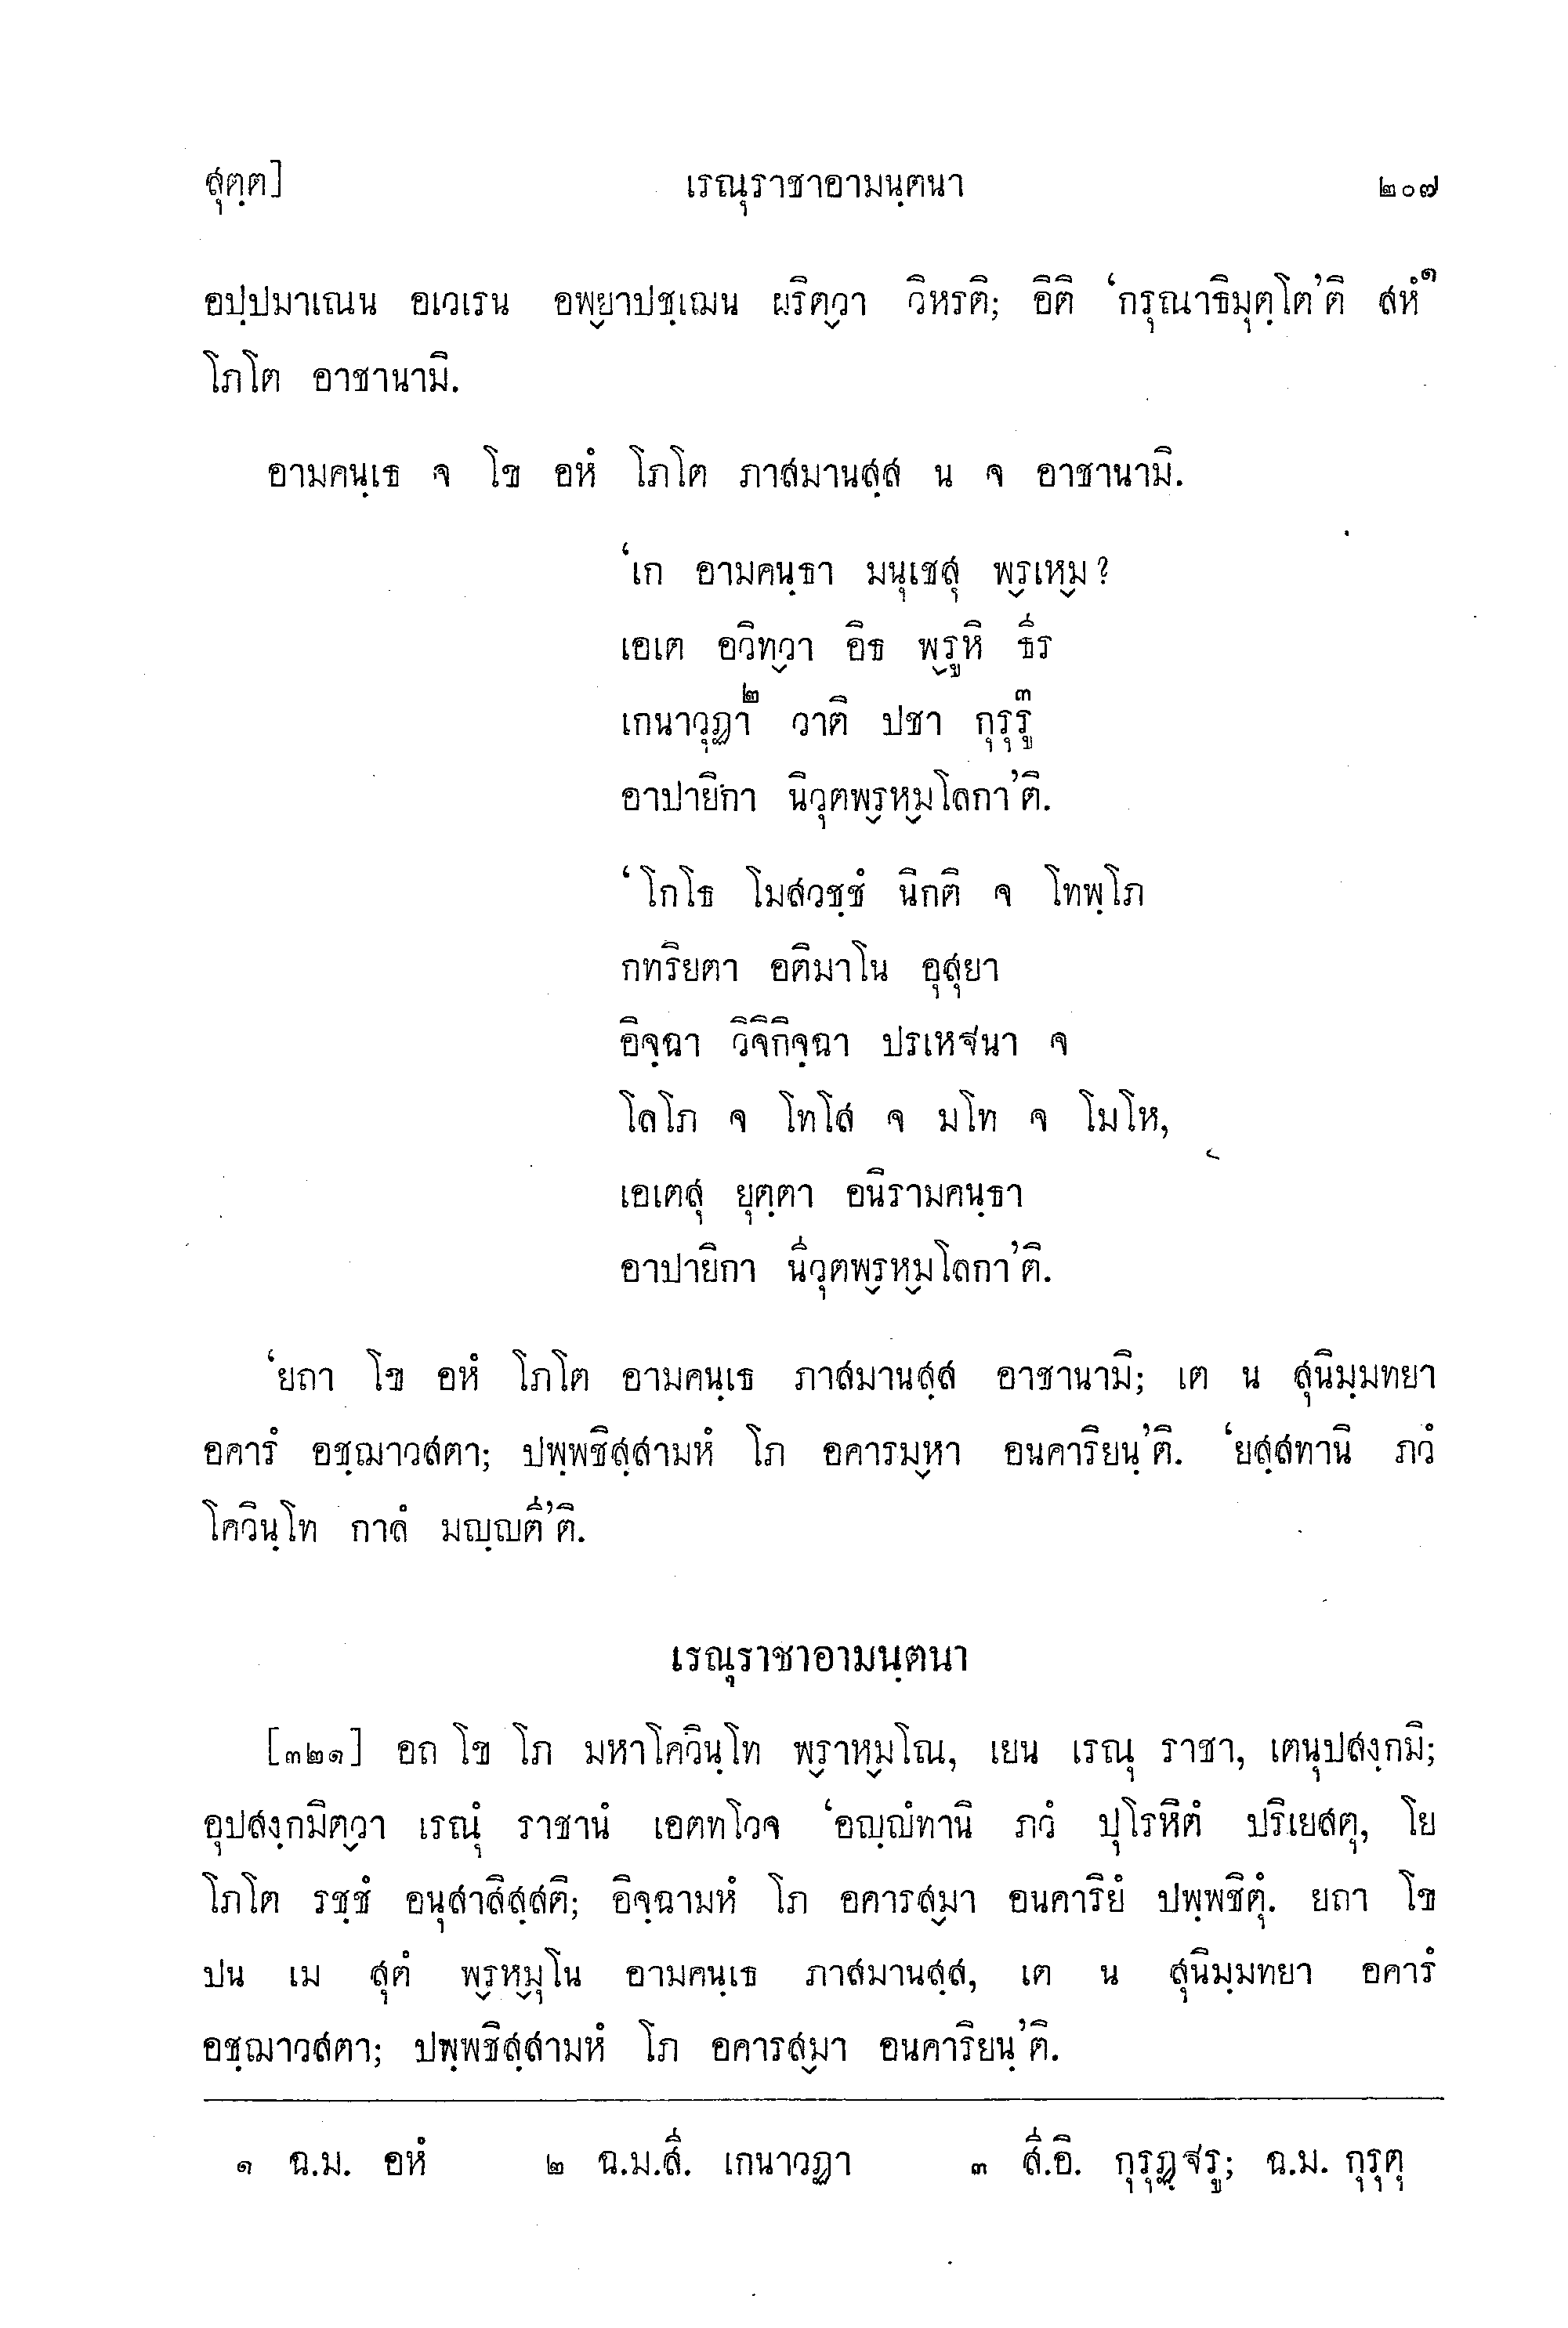 สุตฺต]	เรณุราชาอามนฺตนา	๒๐๗
อปฺปมาเณน อเวเรน อพ๎ยาปชฺเฌน ผริต๎วา วิหรติ; อิติ ‘กรุณาธิมุตฺโต’ติ สหํ๑
โภโต อาชานามิ.
อามคนฺเธ จ โข อหํ โภโต ภาสมานสฺส น จ อาชานามิ.
‘เก อามคนฺธา มนุเชสุ พ๎รเหฺม?
เอเต อวิท๎วา อิธ พ๎รูหิ ธีร
เกนาวุฏา๒ วาติ ปชา กุรุรู๓
อาปายิกา นิวุตพ๎รห๎มโลกา’ติ.
‘โกโธ โมสวชฺชํ นิกติ จ โทพฺโภ
กทริยตา อติมาโน อุสุยา
อิจฺฉา วิจิกิจฺฉา ปรเหฐนา จ
โลโภ จ โทโส จ มโท จ โมโห,
เอเตสุ ยุตฺตา อนิรามคนฺธา
อาปายิกา นีวุตพ๎รห๎มโลกา’ติ.
‘ยถา โข อหํ โภโต อามคนฺเธ ภาสมานสฺส อาชานามิ; เต น สุนิมฺมทยา
อคารํ อชฺฌาวสตา; ปพฺพชิสฺสามหํ โภ อคารม๎หา อนคาริยนฺ’ติ. ‘ยสฺสทานิ ภวํ
โควินฺโท กาลํ มญฺญตี’ติ.
เรณุราชาอามนฺตนา
[๓๒๑] อถ โข โภ มหาโควินฺโท พ๎ราห๎มโณ, เยน เรณุ ราชา, เตนุปสงฺกมิ;
อุปสงฺกมิต๎วา เรณุํ ราชานํ เอตทโวจ ‘อญฺญํทานิ ภวํ ปุโรหิตํ ปริเยสตุ, โย
โภโต รชฺชํ อนุสาสิสฺสติ; อิจฺฉามหํ โภ อคารส๎มา อนคาริยํ ปพฺพชิตุํ. ยถา โข
ปน เม สุตํ พ๎รห๎มุโน อามคนฺเธ ภาสมานสฺส, เต น สุนิมฺมทยา อคารํ
อชฺฌาวสตา; ปพฺพชิสฺสามหํ โภ อคารส๎มา อนคาริยนฺ’ติ.
๑ ฉ.ม. อหํ	๒ ฉ.ม.สี. เกนาวฏา	๓ สี.อิ. กุรุฏฺฐรู; ฉ.ม. กุรุตุ